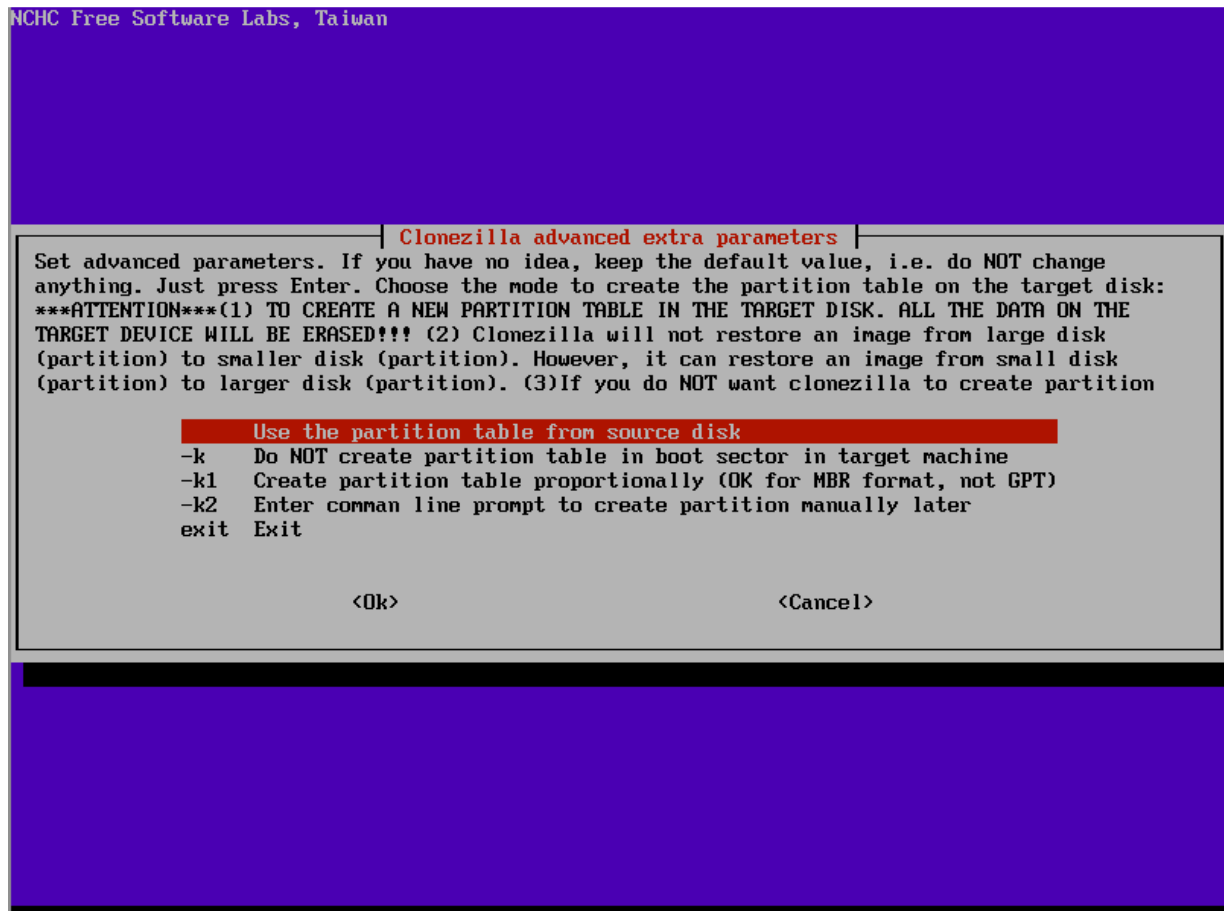 NCHC Free Software Labs, Taiwan
Clonezilla advanced extra parameters
Set advanced parameters. If you have no idea, keep the default value, i.e. do NOT change
anything. Just press Enter. Choose the mode to create the partition table on the target disk:
***ATTENTION***(1) TO CREATE A NEW PARTITION TABLE IN THE TARGET DISK. ALL THE DATA ON THE
TARGET DEVICE WILL BE ERASED!!! (2) Clonezilla will not restore an image from large disk
(partition) to smaller disk (partition). However, it can restore an image from small disk
(partition) to larger disk (partition). (3)If you do NOT want clonezilla to create partition
Use the partition table from source disk
-k Do NOT create partition table in boot sector in target machine
-k1 Create partition table proportionally (OK for MBR format, not GPT)
-k2 Enter comman line prompt to create partition manually later
exit Exit
<Ok> <Cancel>